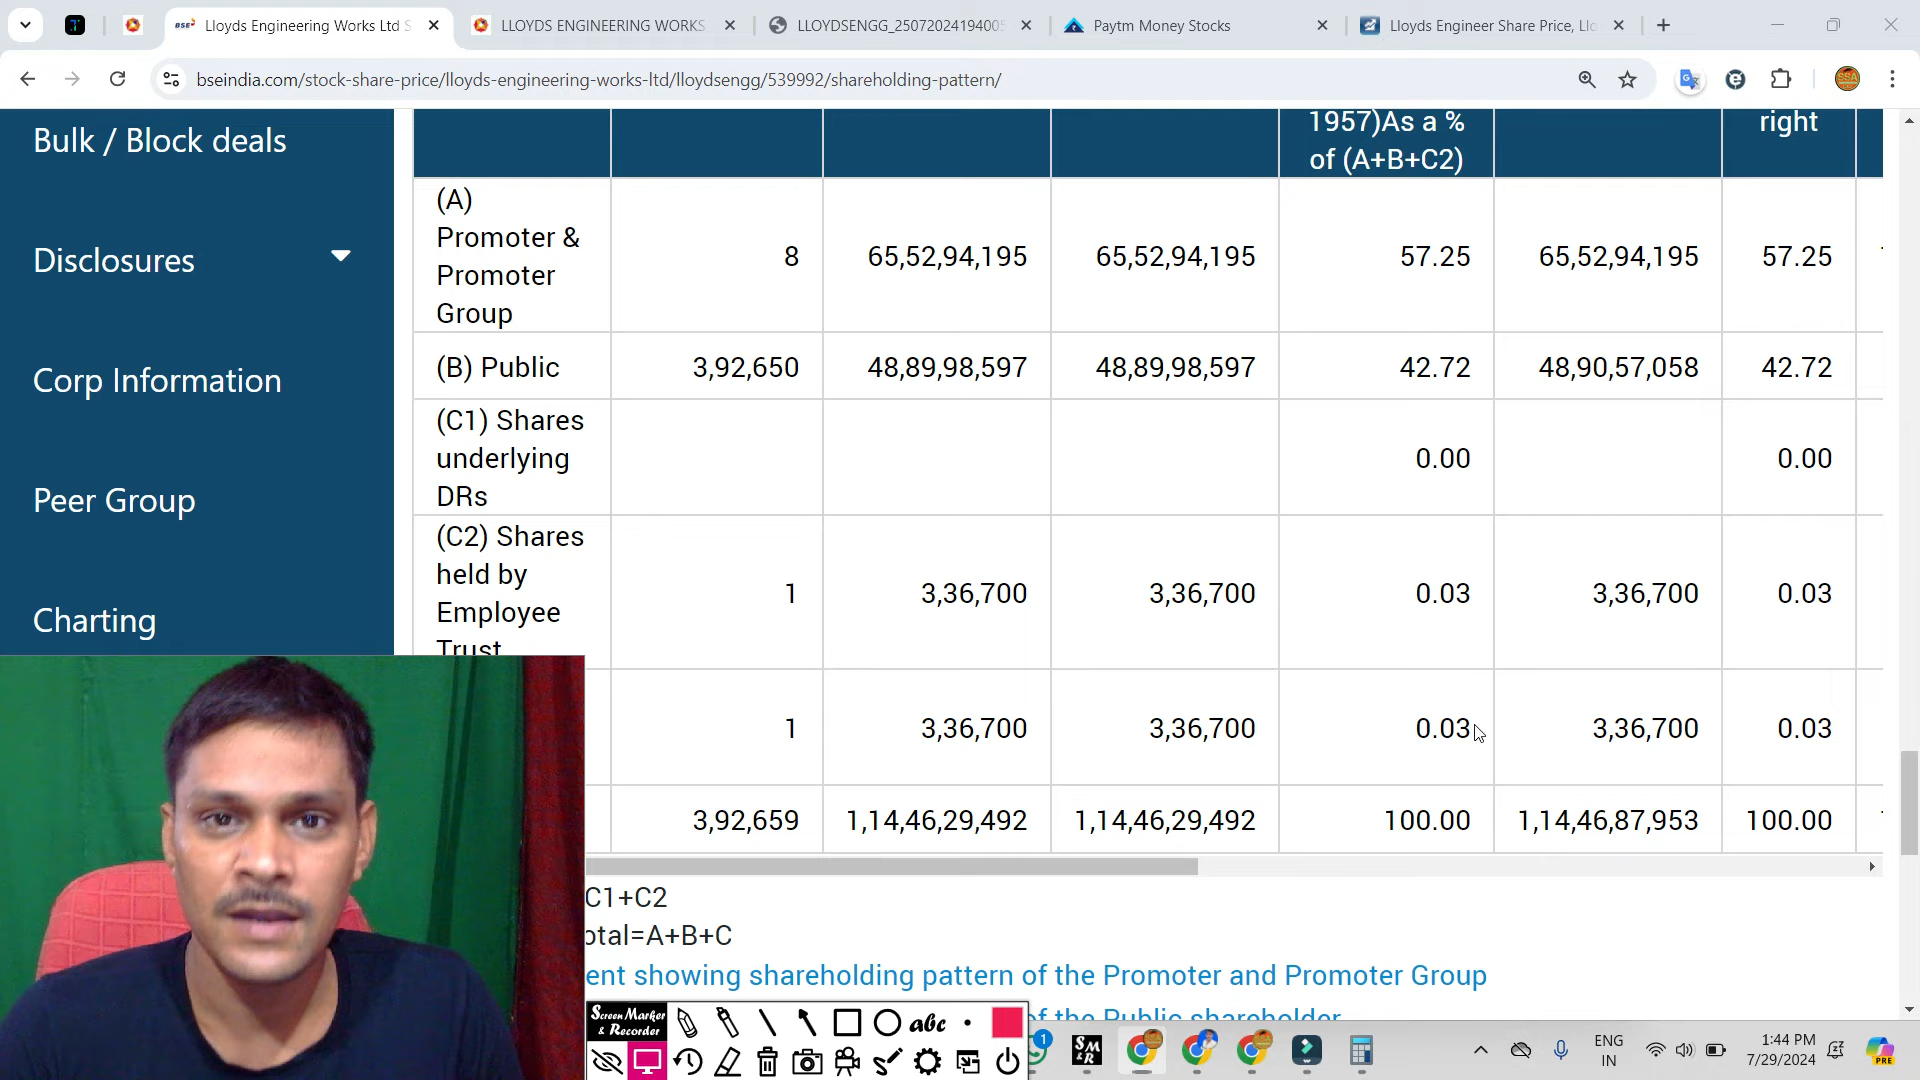 Lloyds Engineering Works Ltd S
LLOYDS ENGINEERING WORKS
LLOYDSENGG_25072024194005
Paytm Money Stocks
Lloyds Engineer Share Price, Llo
bseindia.com/stock-share-price/lloyds-engineering-works-ltd/lloydsengg/539992/shareholding-pattern/
Bulk / Block deals
Disclosures
Corp Information
Peer Group
Charting
1957)As a %
of (A+B+C2)
right
(A)
Promoter &
Promoter
Group
8
65,52,94,195
65,52,94,195
57.25
65,52,94,195
57.25
(B) Public
3,92,650
48,89,98,597
48,89,98,597
42.72
48,90,57,058
42.72
(C1) Shares
underlying
DRs
0.00
0.00
(C2) Shares
held by
Employee
Trust
1
3,36,700
3,36,700
0.03
3,36,700
0.03
1
3,36,700
3,36,700
0.03
3,36,700
0.03
3,92,659
1,14,46,29,492
1,14,46,29,492
100.00
1,14,46,87,953
100.00
C1+C2
otal=A+B+C
ent showing shareholding pattern of the Promoter and Promoter Group
of the Public shareholder
Screen Marker
& Recorder
abc
1
SM
&R
ENG
IN
1:44 PM
7/29/2024
PRE